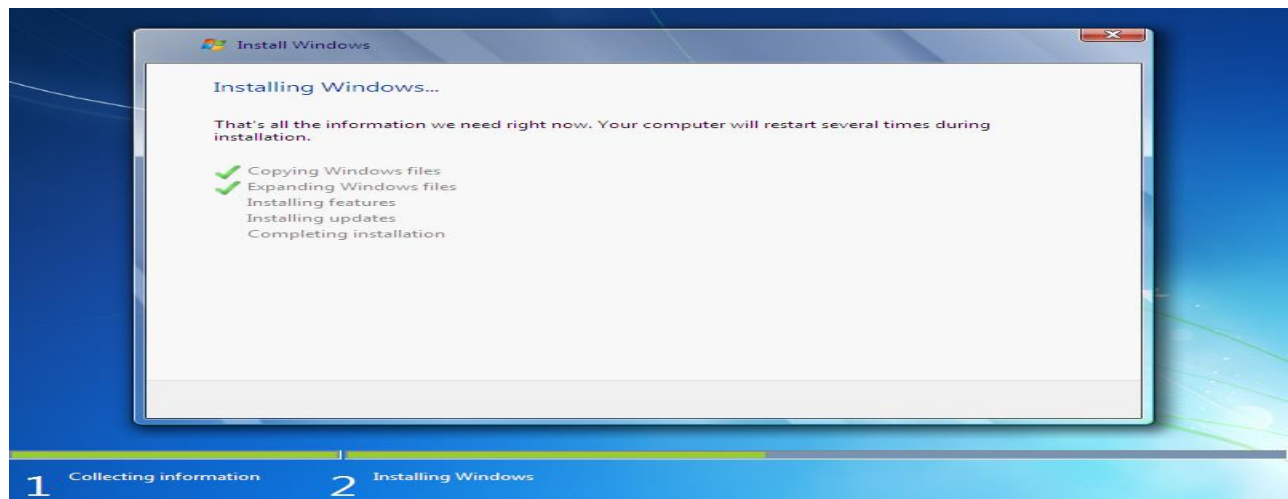 Install Windows
Installing Windows...
That's all the information we need right now. Your computer will restart several times during
installation.
Copying Windows files
Expanding Windows files
Installing features
Installing updates
Completing installation
1 Collecting information 2 Installing Windows